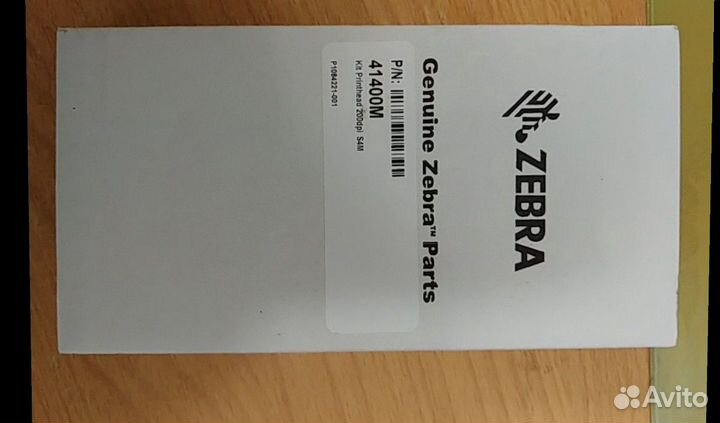 ZEBRA
Genuine Zebra™ Parts
P/N:
41400M
Kit Printhead 200dpi S4M
P1084221-001
Avito